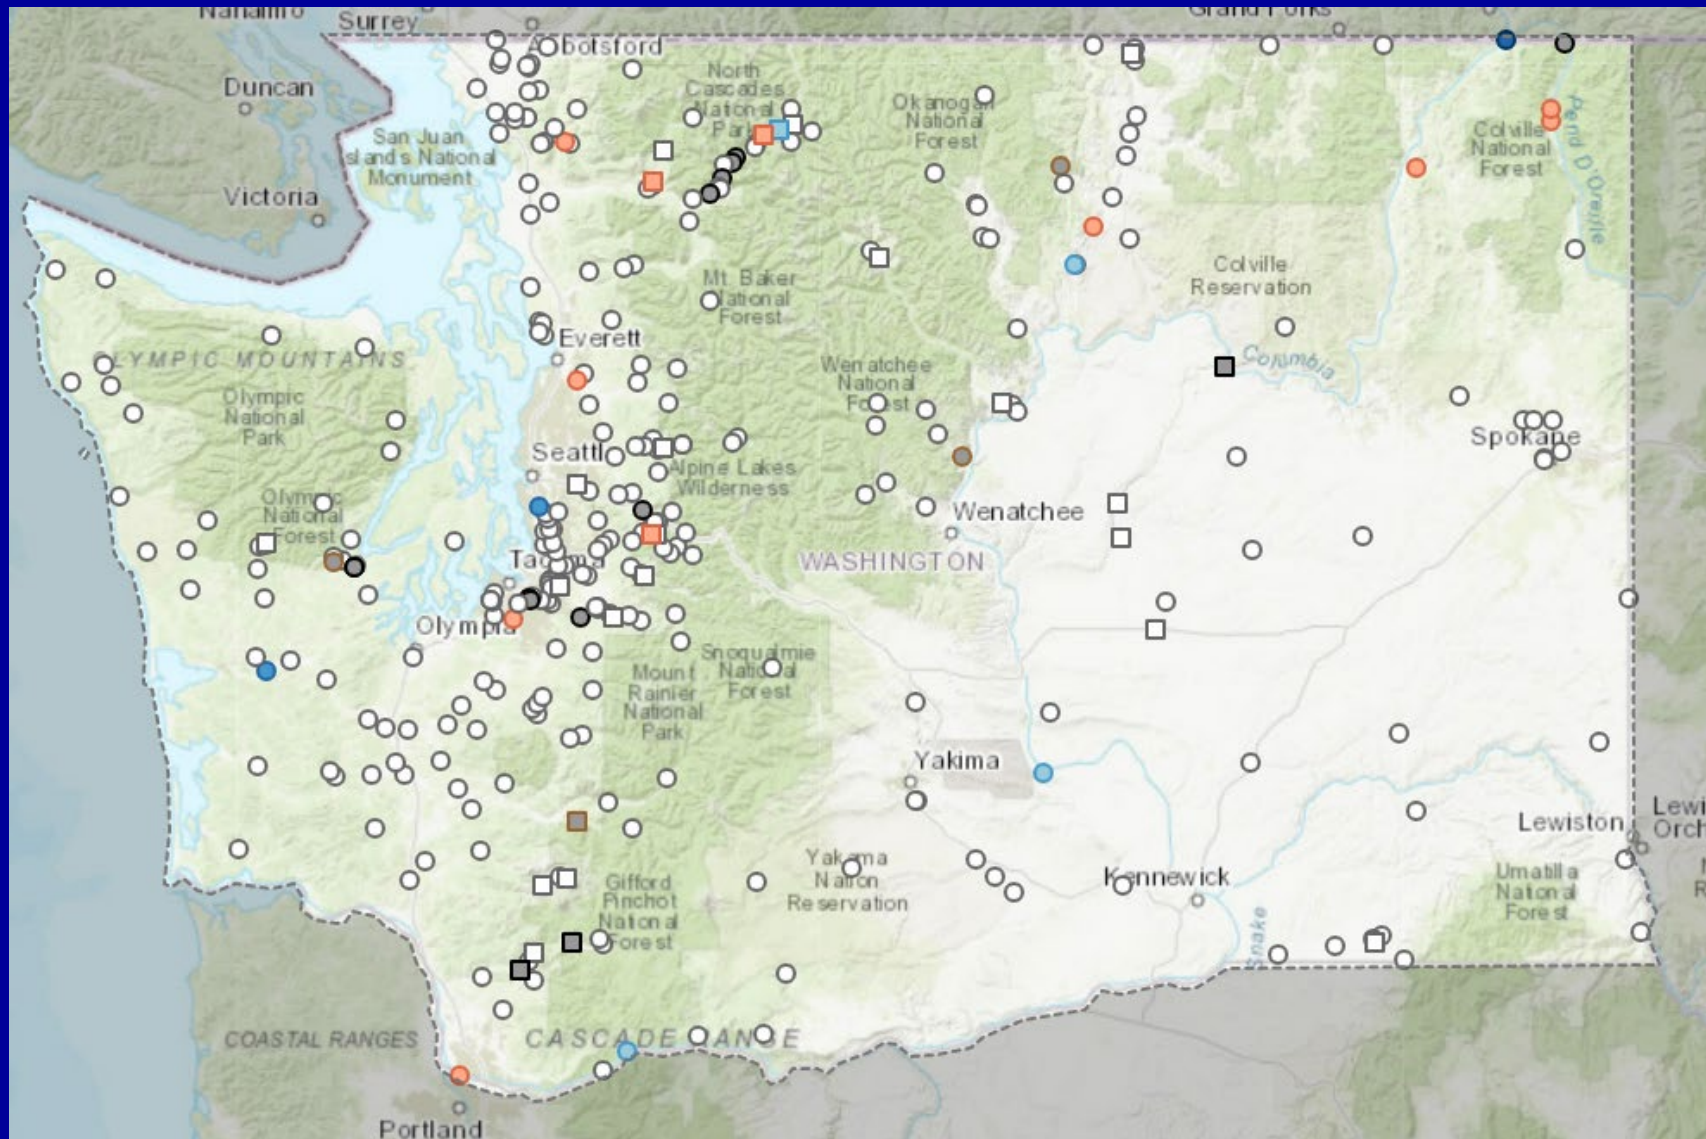 Nanaimo
Surrey
Grand Forks
Abbotsford
Duncan
North
Cascades
National
Park
Okanogan
National
Forest
Colville
National
Forest
Pend D'Oreille
San Juan
Islands National
Monument
Victoria
Mt. Baker
National
Forest
Colville
Reservation
Everett
OLYMPIC MOUNTAINS
Columbia
Wenatchee
National
Forest
Olympic
National
Park
Spokane
Seattle
Alpine Lakes
Wilderness
Olympic
National
Forest
Wenatchee
Tacoma
WASHINGTON
Olympia
Snoqualmie
National
Forest
Mount
Rainier
National
Park
Yakima
Lewiston
Lewi
Orch
Yakama
Nation
Reservation
Kennewick
Umatilla
National
Forest
Gifford
Pinchot
National
Forest
Snake
COASTAL RANGES
CASCADE RANGE
Portland